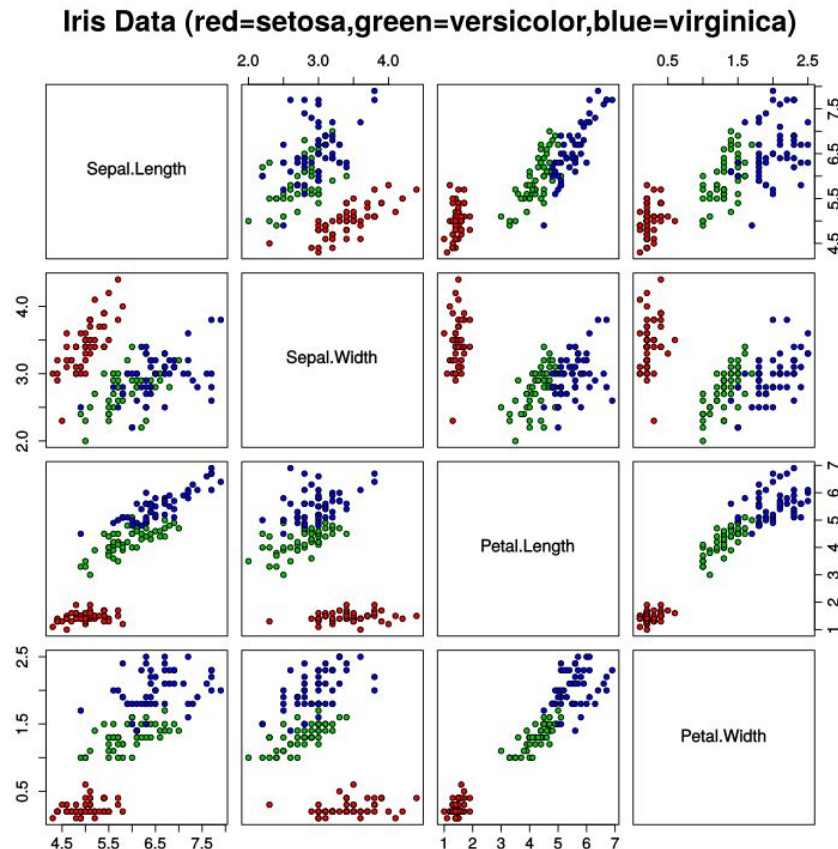 Iris Data (red=setosa,green=versicolor,blue=virginica)
2.0 3.0 4.0
0.5 1.5 2.5
Sepal.Length
4.5 5.5 6.5 7.5
2.0 3.0 4.0
Sepal.Width
Petal.Length
1 2 3 4 5 6 7
0.5 1.5 2.5
Petal.Width
4.5 5.5 6.5 7.5
1 2 3 4 5 6 7